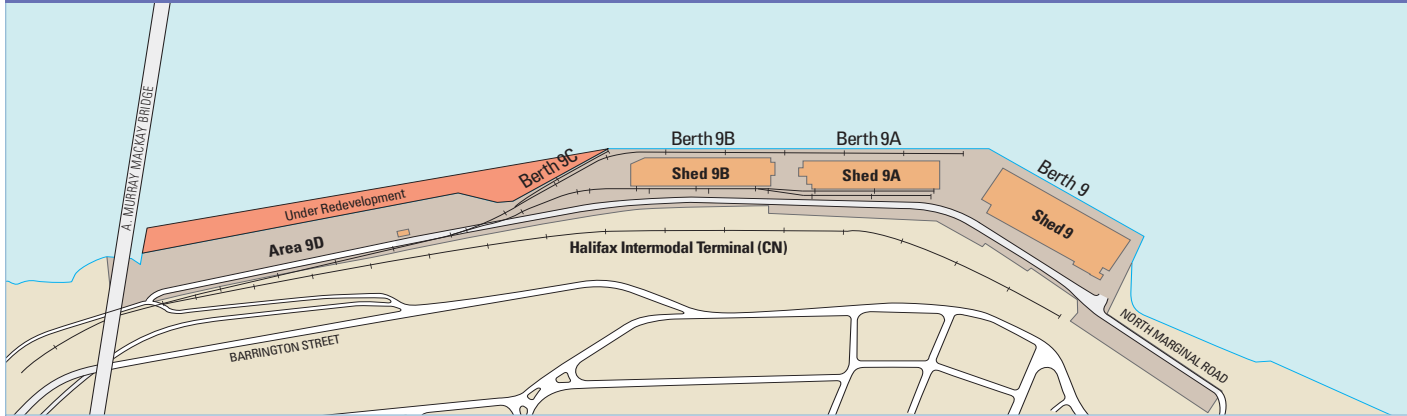 A. MURRAY MACKAY BRIDGE
Berth 9B
Berth 9A
Berth 9C
Berth 9
Shed 9B
Shed 9A
Shed 9
Under Redevelopment
Area 9D
Halifax Intermodal Terminal (CN)
BARRINGTON STREET
NORTH MARGINAL ROAD